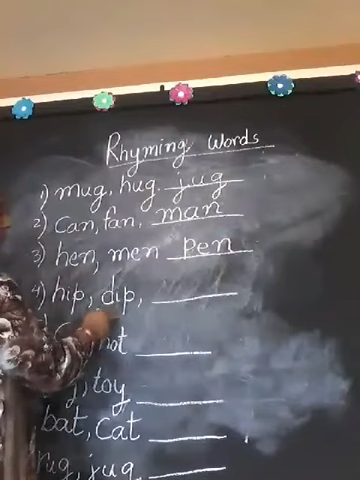 Rhyming words
1) mug, hug, jug
2) Can, fan, man
3) hen, men pen
4) hip, dip,
not
, toy
bat, Cat
rug, jug